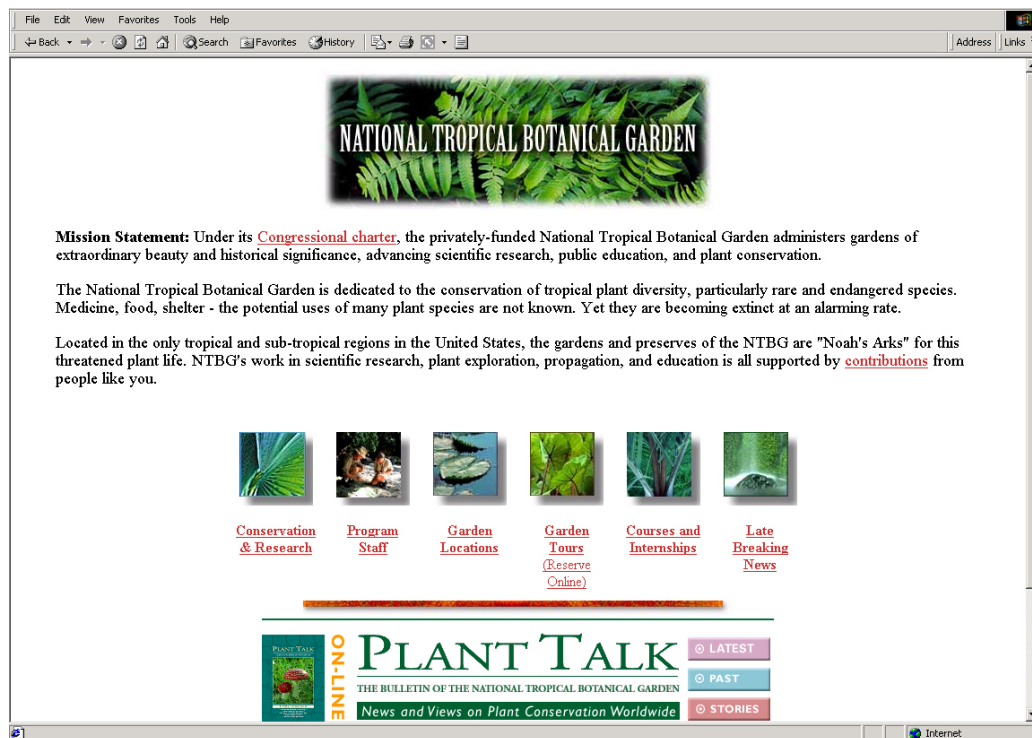 File Edit View Favorites Tools Help
Back Search Favorites History Address Links
NATIONAL TROPICAL BOTANICAL GARDEN
Mission Statement: Under its Congressional charter, the privately-funded National Tropical Botanical Garden administers gardens of
extraordinary beauty and historical significance, advancing scientific research, public education, and plant conservation.
The National Tropical Botanical Garden is dedicated to the conservation of tropical plant diversity, particularly rare and endangered species.
Medicine, food, shelter - the potential uses of many plant species are not known. Yet they are becoming extinct at an alarming rate.
Located in the only tropical and sub-tropical regions in the United States, the gardens and preserves of the NTBG are "Noah's Arks" for this
threatened plant life. NTBG's work in scientific research, plant exploration, propagation, and education is all supported by contributions from
people like you.
Conservation
& Research
Program
Staff
Garden
Locations
Garden
Tours
(Reserve
Online)
Courses and
Internships
Late
Breaking
News
PLANT TALK
ON-LINE
PLANT TALK
THE BULLETIN OF THE NATIONAL TROPICAL BOTANICAL GARDEN
News and Views on Plant Conservation Worldwide
LATEST
PAST
STORIES
Internet